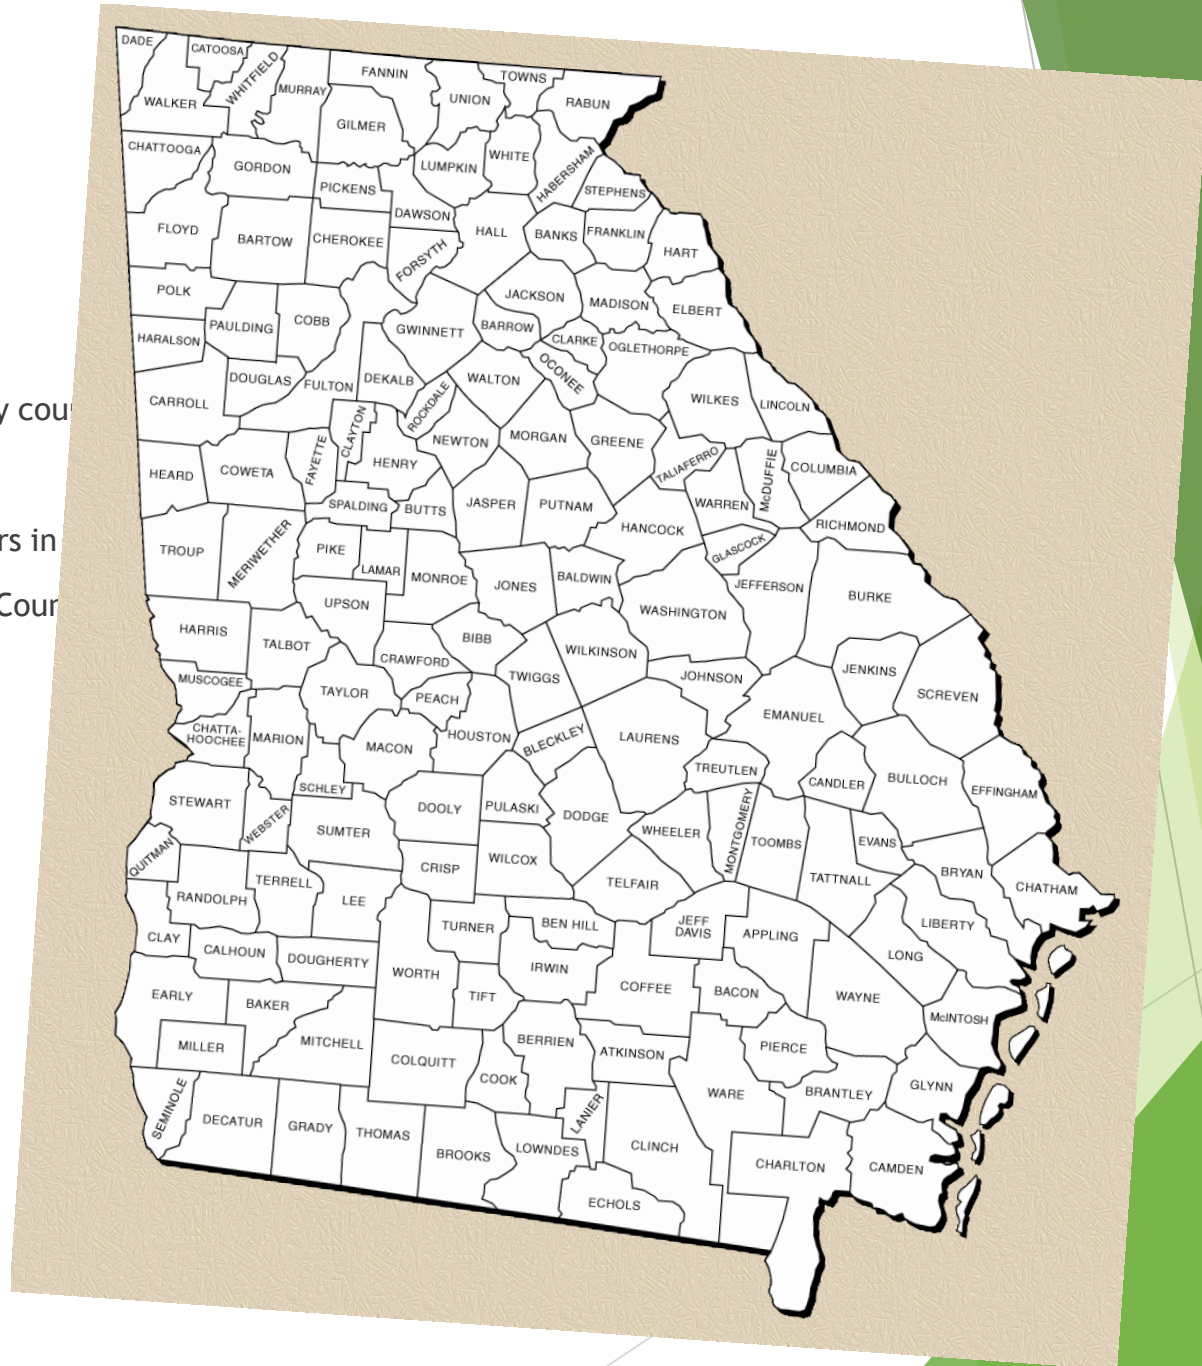 DADE
CATOOSA
WHITFIELD
MURRAY
FANNIN
UNION
TOWNS
RABUN
WALKER
GILMER
CHATTOOGA
GORDON
PICKENS
LUMPKIN
WHITE
HABERSHAM
STEPHENS
DAWSON
FLOYD
BARTOW
CHEROKEE
FORSYTH
HALL
BANKS
FRANKLIN
HART
POLK
PAULDING
COBB
JACKSON
MADISON
ELBERT
HARALSON
GWINNETT
BARROW
CLARKE
OGLETHORPE
OCONEE
DOUGLAS
FULTON
DEKALB
ROCKDALE
WALTON
WILKES
LINCOLN
CARROLL
y cou
CLAYTON
NEWTON
MORGAN
GREENE
HEARD
COWETA
FAYETTE
HENRY
TALIAFERRO
McDUFFIE
COLUMBIA
SPALDING
BUTTS
JASPER
PUTNAM
HANCOCK
WARREN
RICHMOND
rs in
TROUP
MERIWETHER
PIKE
LAMAR
MONROE
JONES
BALDWIN
GLASCOCK
JEFFERSON
BURKE
Coun
UPSON
WASHINGTON
HARRIS
TALBOT
BIBB
WILKINSON
CRAWFORD
TWIGGS
JOHNSON
JENKINS
SCREVEN
MUSCOGEE
TAYLOR
PEACH
CHATTA-
HOOCHEE
MARION
MACON
HOUSTON
BLECKLEY
LAURENS
EMANUEL
TREUTLEN
CANDLER
BULLOCH
EFFINGHAM
STEWART
WEBSTER
SCHLEY
SUMTER
DOOLY
PULASKI
DODGE
WHEELER
MONTGOMERY
TOOMBS
EVANS
QUITMAN
CRISP
WILCOX
TELFAIR
TATTNALL
BRYAN
CHATHAM
RANDOLPH
TERRELL
LEE
TURNER
BEN HILL
JEFF
DAVIS
APPLING
LIBERTY
CLAY
CALHOUN
DOUGHERTY
WORTH
IRWIN
LONG
EARLY
BAKER
TIFT
COFFEE
BACON
WAYNE
McINTOSH
MILLER
MITCHELL
COLQUITT
COOK
BERRIEN
ATKINSON
PIERCE
WARE
BRANTLEY
GLYNN
SEMINOLE
DECATUR
GRADY
THOMAS
BROOKS
LOWNDES
LANIER
CLINCH
CHARLTON
CAMDEN
ECHOLS